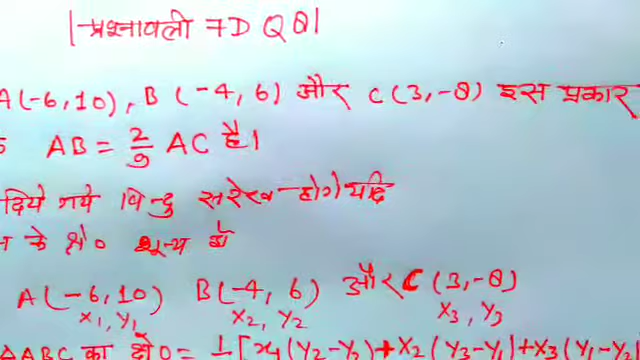 प्रश्नावली 7D Q 8
A(-6,10), B (-4, 6) और C (3,-8) इस प्रकार
AB = 2/9 AC है।
दिये गये बिन्दु सरेख होंगे यदि
के क्षे० शून्य हो
A(-6,10) B(-4, 6) और C (3,-8)
x₁,y₁ x₂, y₂ x₃, y₃
ΔABC का क्षे०= 1/2[x₁(y₂-y₃)+x₂(y₃-y₁)+x₃(y₁-y₂)